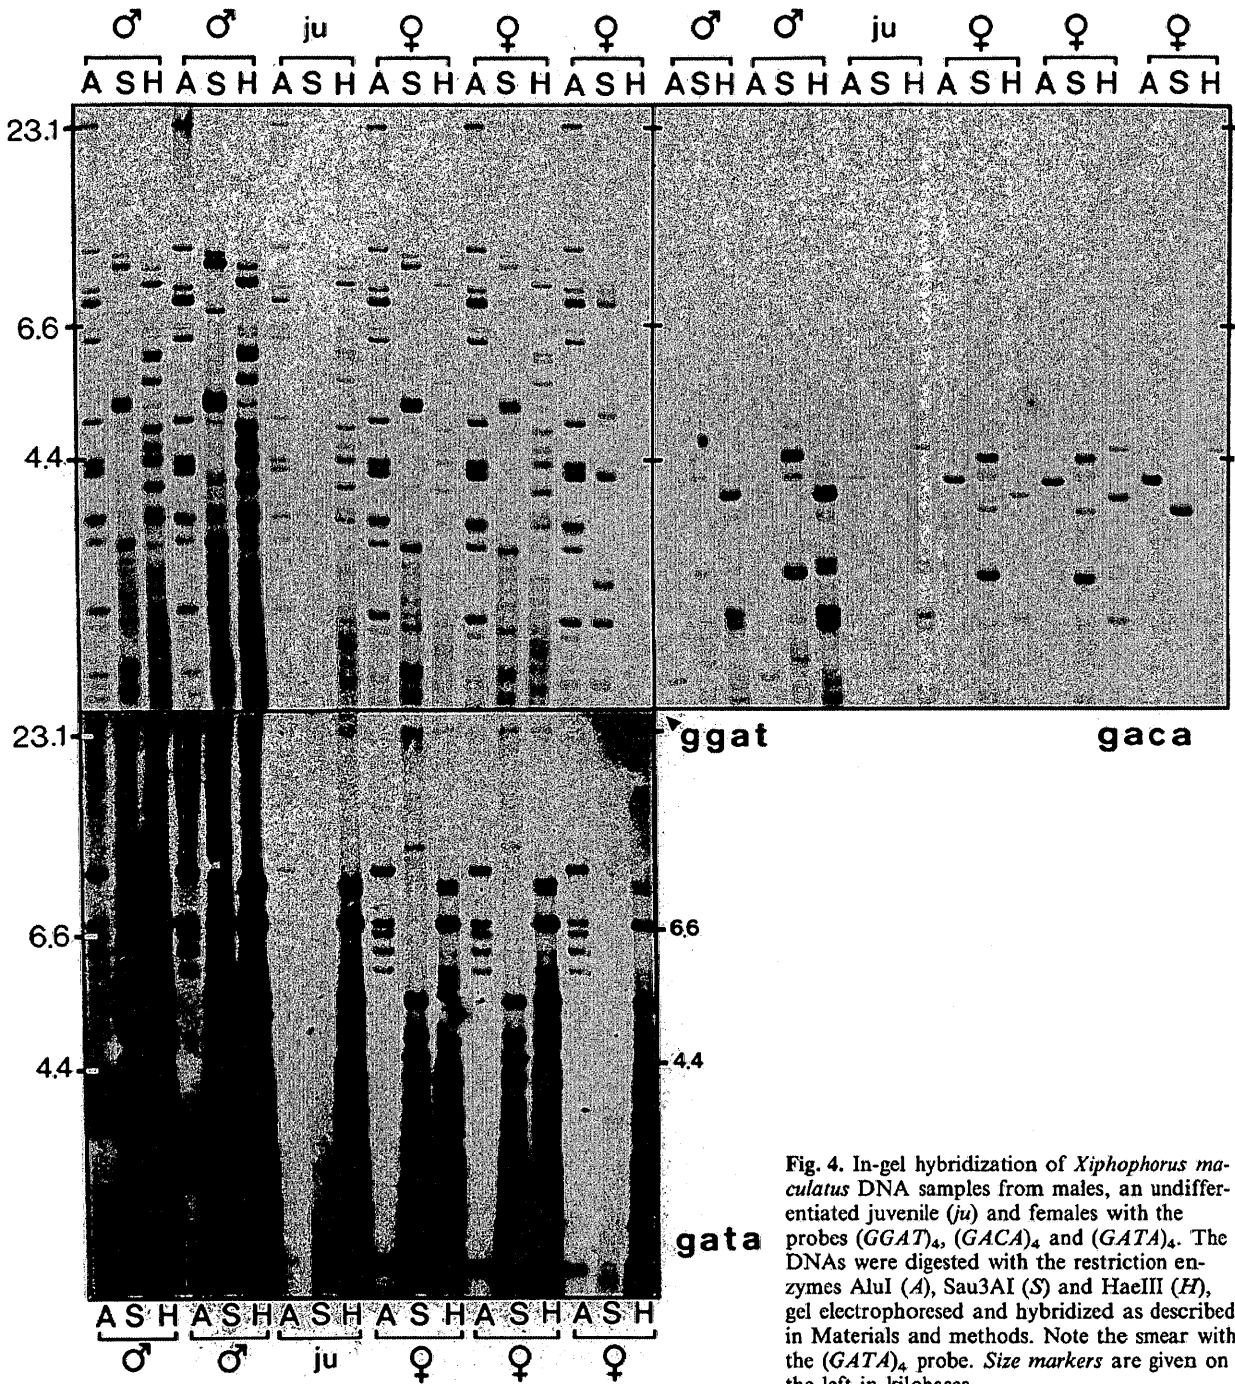 ♂ ♂ ju ♀ ♀ ♀ ♂ ♂ ju ♀ ♀ ♀
A S H A S H A S H A S H A S H A S H A S H A S H A S H A S H A S H A S H
23.1
6.6
4.4
ggat gaca
23.1
6.6 6.6
4.4 4.4
gata
A S H A S H A S H A S H A S H A S H
♂ ♂ ju ♀ ♀ ♀
Fig. 4. In-gel hybridization of Xiphophorus ma-
culatus DNA samples from males, an undiffer-
entiated juvenile (ju) and females with the
probes (GGAT)₄, (GACA)₄ and (GATA)₄. The
DNAs were digested with the restriction en-
zymes AluI (A), Sau3AI (S) and HaeIII (H),
gel electrophoresed and hybridized as described
in Materials and methods. Note the smear with
the (GATA)₄ probe. Size markers are given on
the left in kilobases